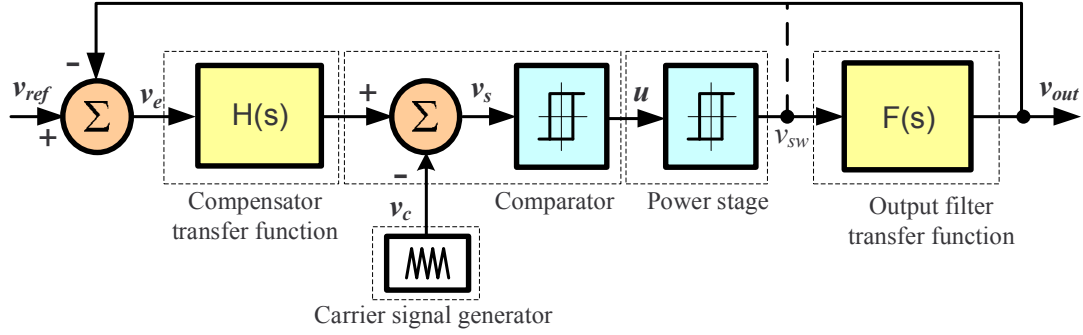 -
v_ref
+
Σ
v_e
H(s)
+
Σ
-
v_s
u
v_sw
F(s)
v_out
Compensator
transfer function
v_c
Comparator
Power stage
Output filter
transfer function
Carrier signal generator